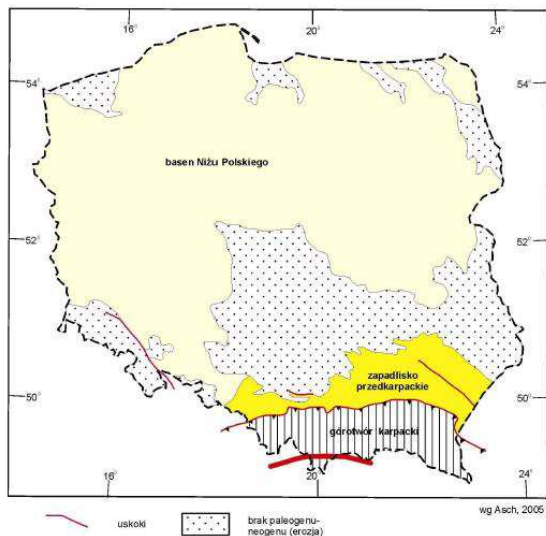 16° 20° 24°
54° 54°
basen Niżu Polskiego
52° 52°
zapadlisko
przedkarpackie
50° 50°
górotwór karpacki
16° 20° 24°
wg Asch, 2005
uskoki
brak paleogenu-
neogenu (erozja)